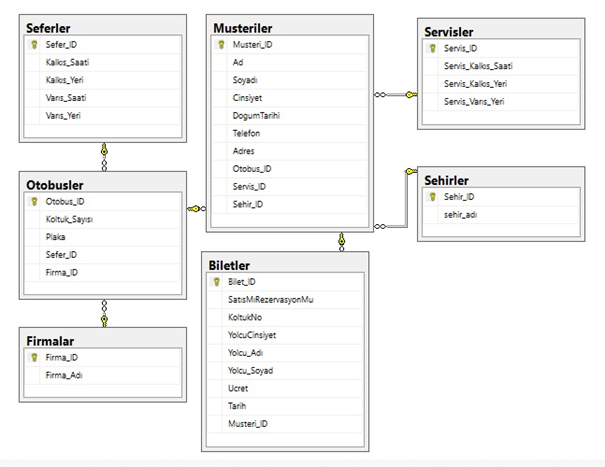 Seferler
Sefer_ID
Kalkıs_Saati
Kalkıs_Yeri
Varıs_Saati
Varıs_Yeri
Otobusler
Otobus_ID
Koltuk_Sayısı
Plaka
Sefer_ID
Firma_ID
Firmalar
Firma_ID
Firma_Adı
Musteriler
Musteri_ID
Ad
Soyadı
Cinsiyet
DogumTarihi
Telefon
Adres
Otobus_ID
Servis_ID
Sehir_ID
Biletler
Bilet_ID
SatısMıRezervasyonMu
KoltukNo
YolcuCinsiyet
Yolcu_Adı
Yolcu_Soyad
Ucret
Tarih
Musteri_ID
Servisler
Servis_ID
Servis_Kalkıs_Saati
Servis_Kalkıs_Yeri
Servis_Varıs_Yeri
Sehirler
Sehir_ID
sehir_adı